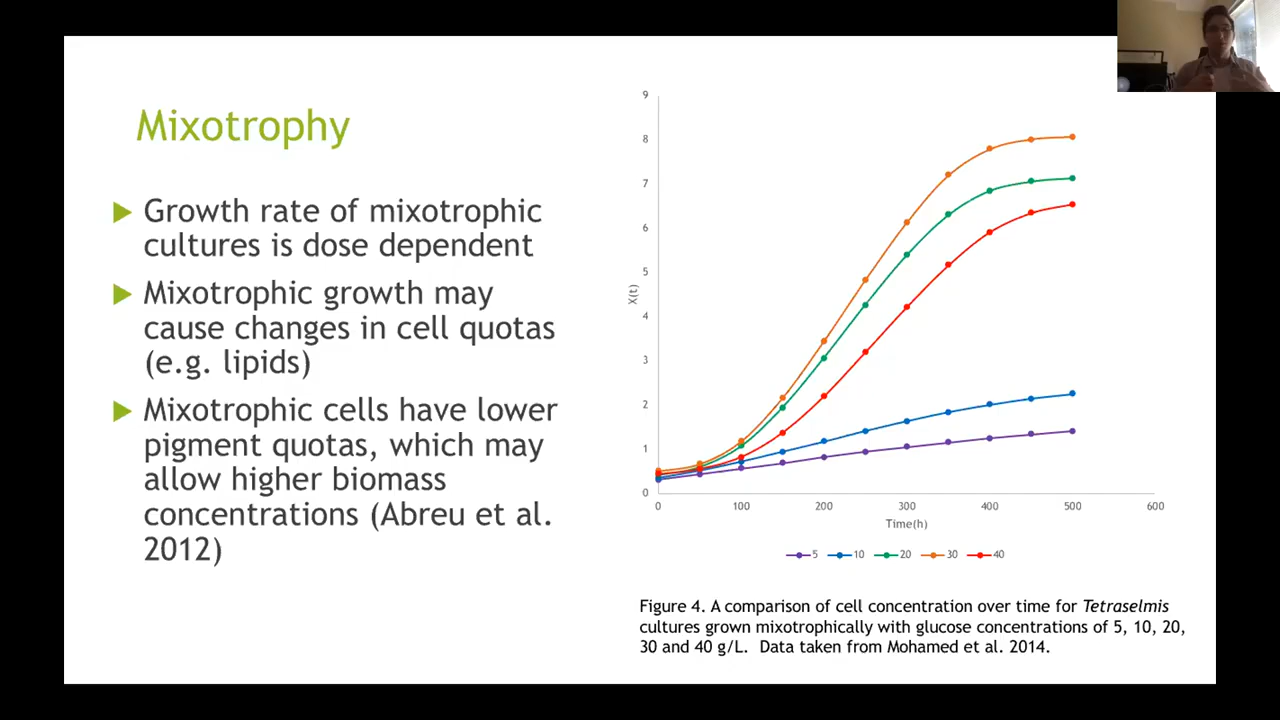 Mixotrophy
Growth rate of mixotrophic
cultures is dose dependent
Mixotrophic growth may
cause changes in cell quotas
(e.g. lipids)
Mixotrophic cells have lower
pigment quotas, which may
allow higher biomass
concentrations (Abreu et al.
2012)
9
8
7
6
5
4
3
2
1
0
X(t)
0 100 200 300 400 500 600
Time(h)
5 10 20 30 40
Figure 4. A comparison of cell concentration over time for Tetraselmis
cultures grown mixotrophically with glucose concentrations of 5, 10, 20,
30 and 40 g/L. Data taken from Mohamed et al. 2014.